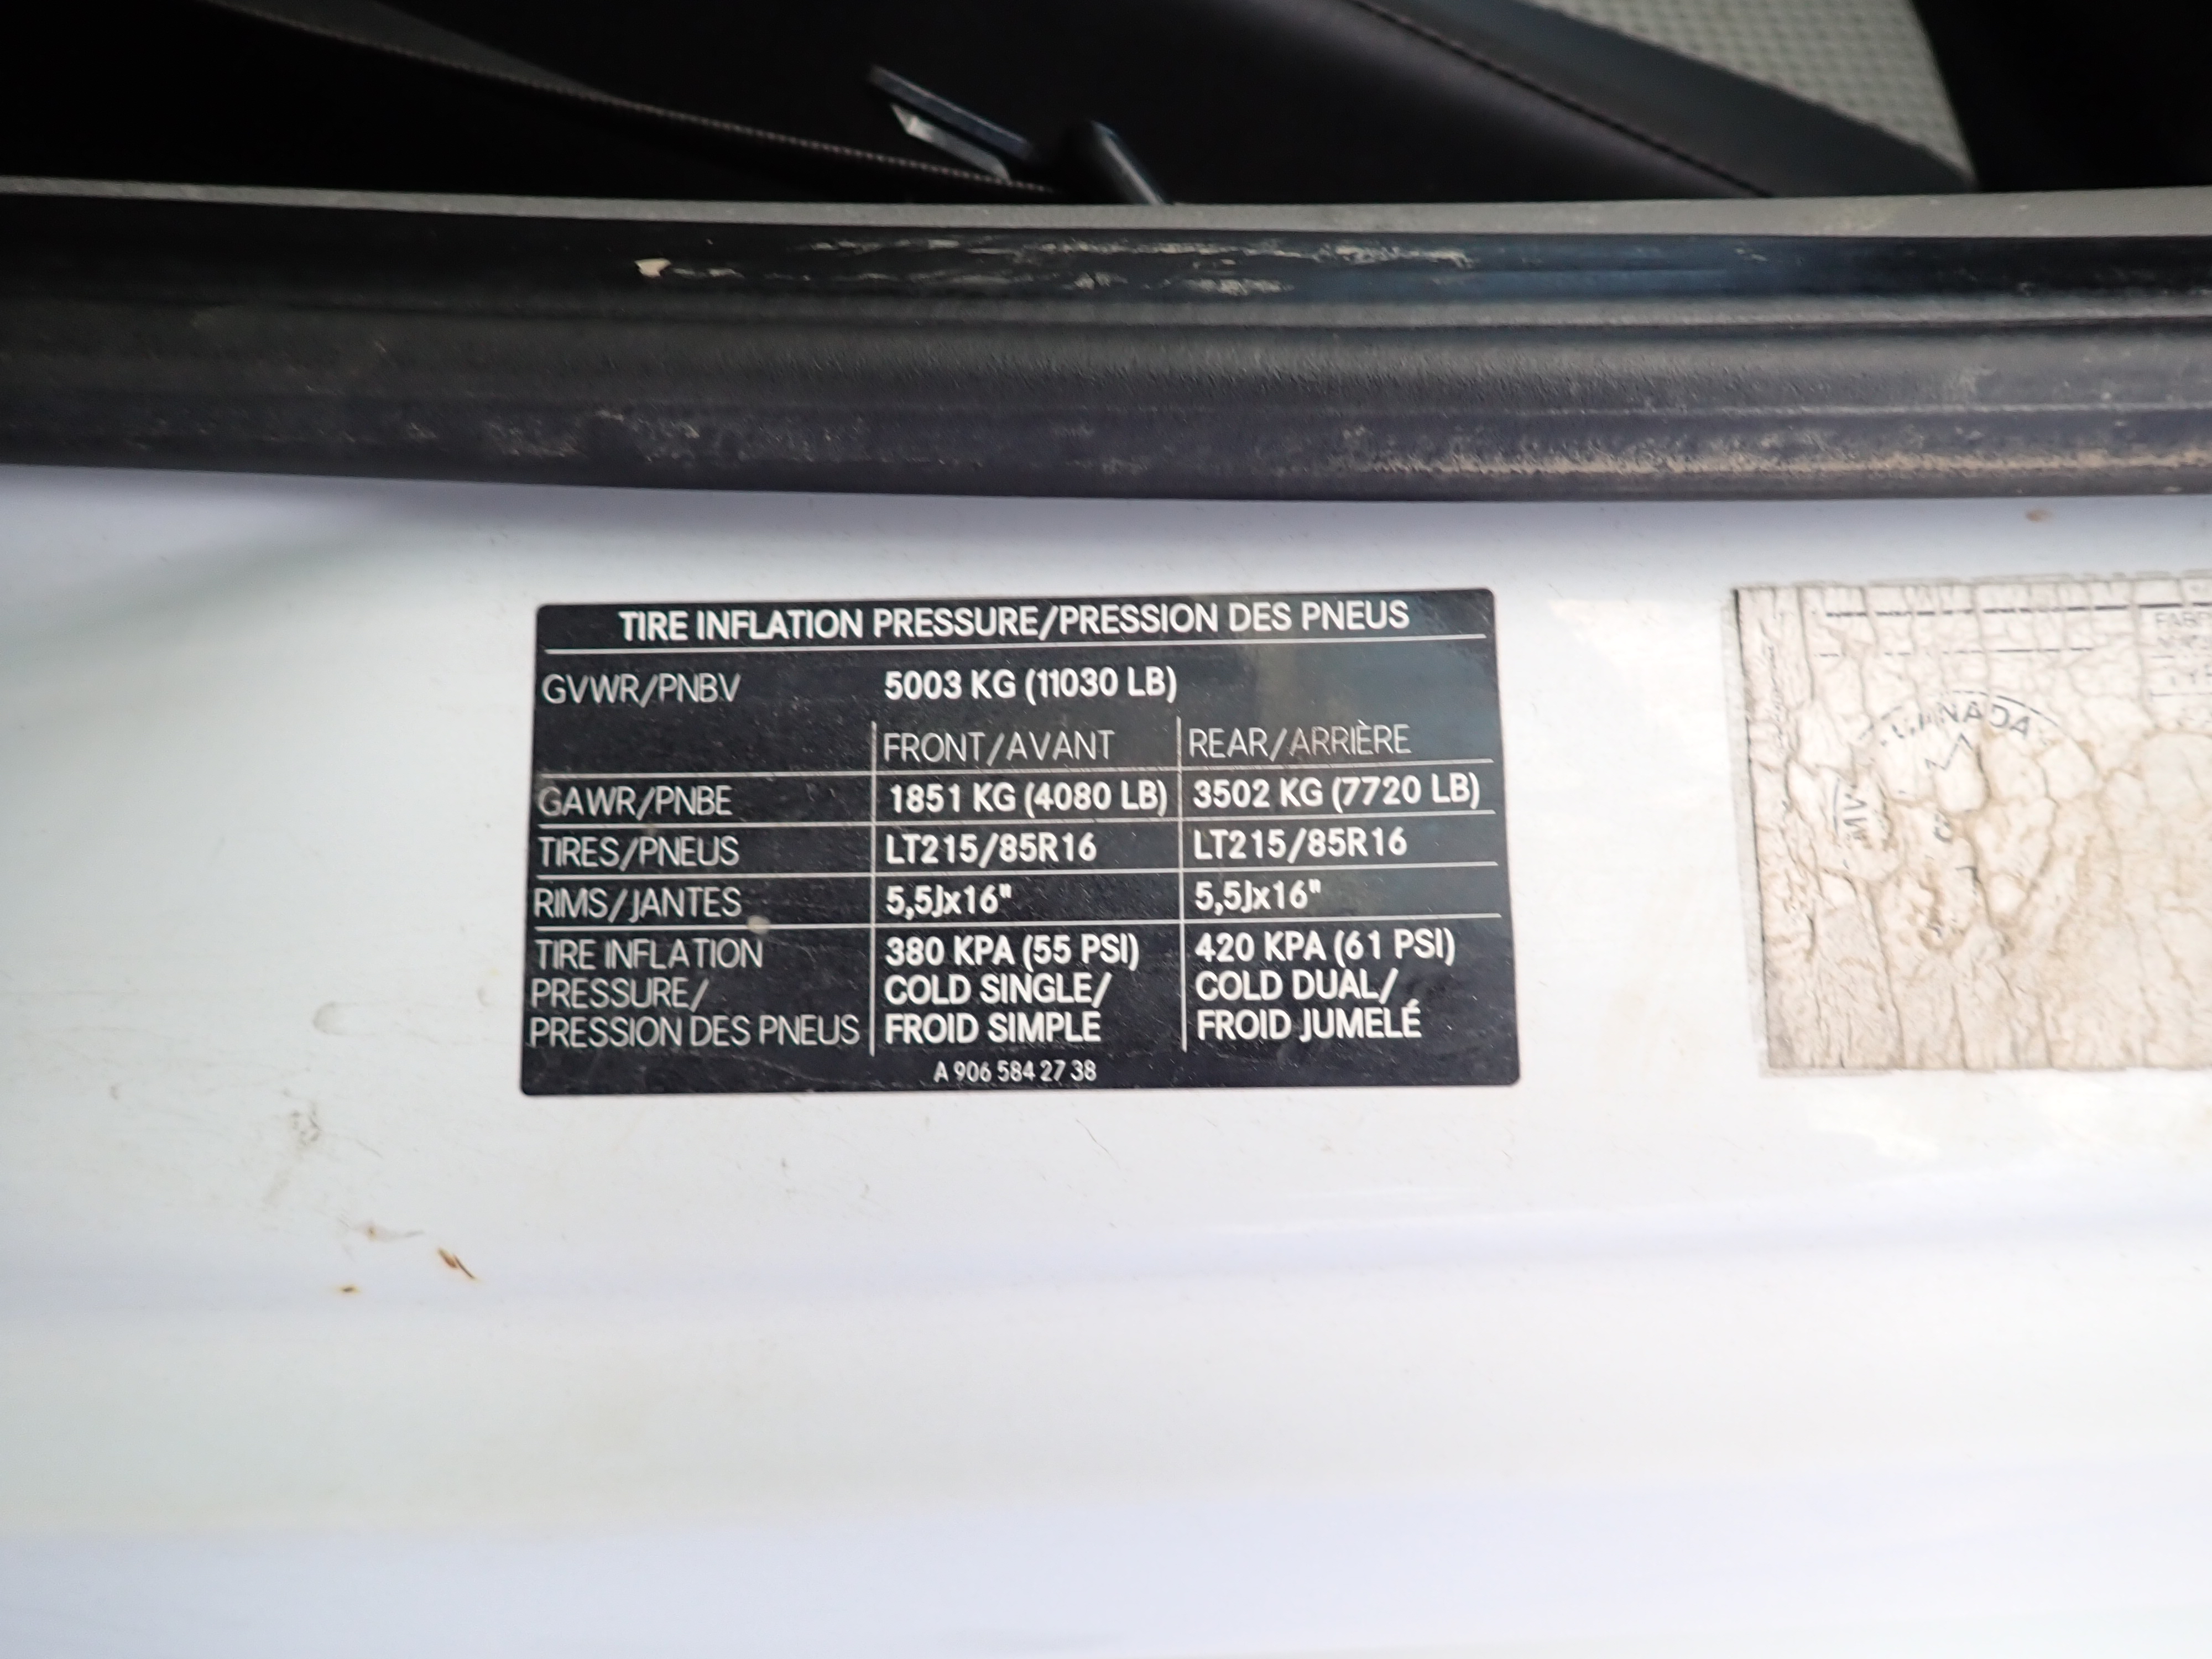 TIRE INFLATION PRESSURE/PRESSION DES PNEUS
GVWR/PNBV 5003 KG (11030 LB)
FRONT/AVANT REAR/ARRIÈRE
GAWR/PNBE 1851 KG (4080 LB) 3502 KG (7720 LB)
TIRES/PNEUS LT215/85R16 LT215/85R16
RIMS/JANTES 5,5Jx16" 5,5Jx16"
TIRE INFLATION 380 KPA (55 PSI) 420 KPA (61 PSI)
PRESSURE/ COLD SINGLE/ COLD DUAL/
PRESSION DES PNEUS FROID SIMPLE FROID JUMELÉ
A 906 584 27 38
CANADA